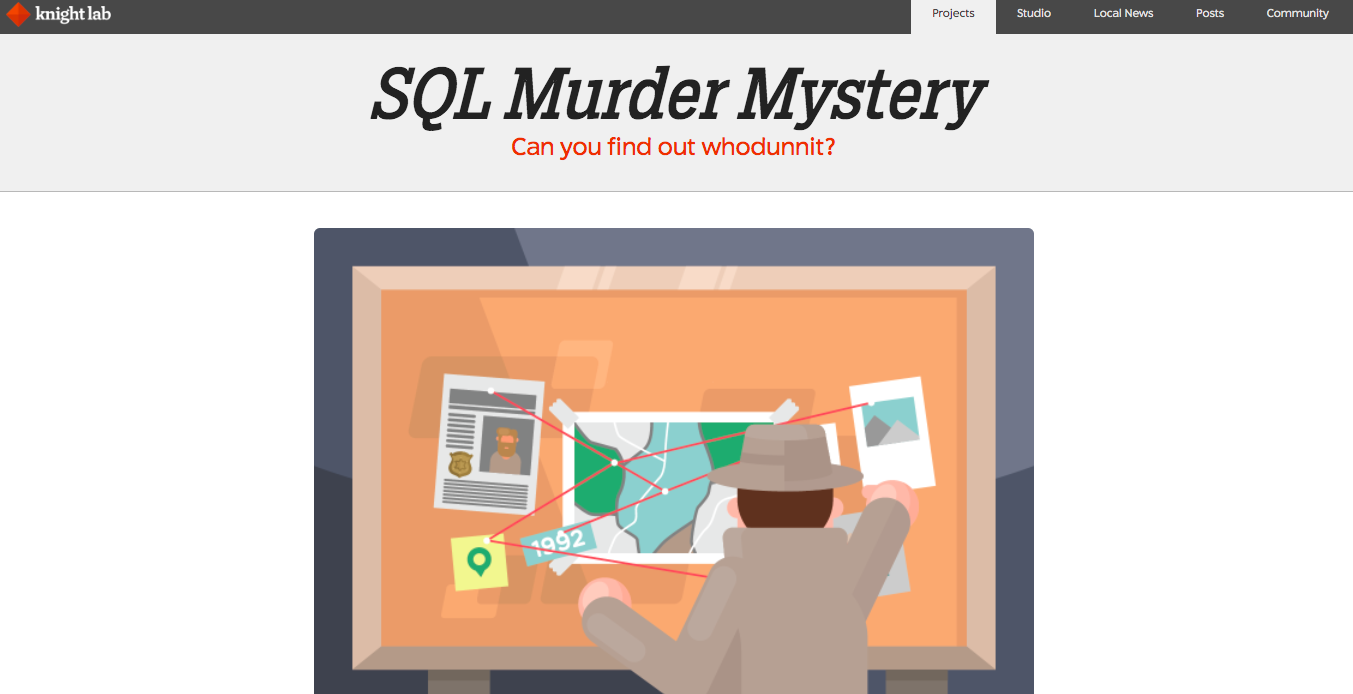 knight lab
Projects Studio Local News Posts Community
SQL Murder Mystery
Can you find out whodunnit?
1992